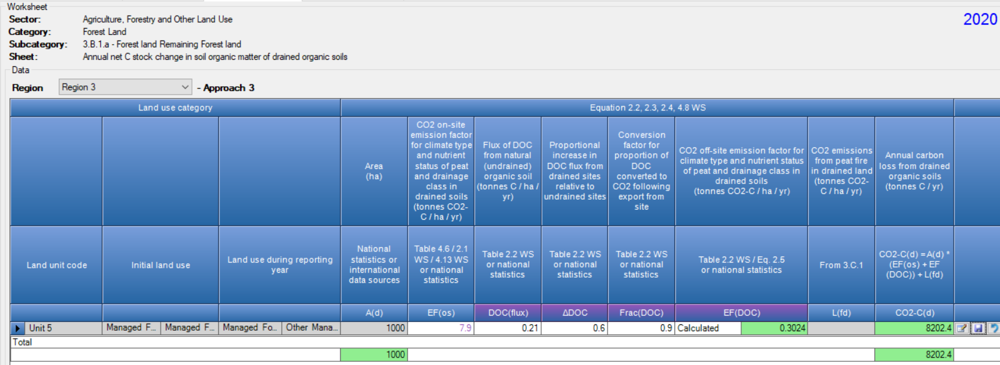 Worksheet
Sector: Agriculture, Forestry and Other Land Use
2020
Category: Forest Land
Subcategory: 3.B.1.a - Forest land Remaining Forest land
Sheet: Annual net C stock change in soil organic matter of drained organic soils
Data
Region Region 3 - Approach 3
Land use category
Equation 2.2, 2.3, 2.4, 4.8 WS
Area
(ha)
CO2 on-site
emission factor
for climate type
and nutrient
status of peat
and drainage
class in
drained soils
(tonnes CO2-
C / ha / yr)
Flux of DOC
from natural
(undrained)
organic soil
(tonnes C / ha /
yr)
Proportional
increase in
DOC flux from
drained sites
relative to
undrained sites
Conversion
factor for
proportion of
DOC
converted to
CO2 following
export from
site
CO2 off-site emission factor for
climate type and nutrient status
of peat and drainage class in
drained soils
(tonnes CO2-C / ha / yr)
CO2 emissions
from peat fire
in drained land
(tonnes CO2-
C / ha / yr)
Annual carbon
loss from drained
organic soils
(tonnes C / yr)
Land unit code
Initial land use
Land use during reporting
year
National
statistics or
international
data sources
Table 4.6 / 2.1
WS / 4.13 WS
or national
statistics
Table 2.2 WS
or national
statistics
Table 2.2 WS
or national
statistics
Table 2.2 WS
or national
statistics
Table 2.2 WS / Eq. 2.5
or national statistics
From 3.C.1
CO2-C(d) = A(d) *
(EF(os) + EF
(DOC)) + L(fd)
A(d) EF(os) DOC(flux) ΔDOC Frac(DOC) EF(DOC) L(fd) CO2-C(d)
Unit 5 Managed F... Managed F... Managed Fo... Other Mana... 1000 7.9 0.21 0.6 0.9 Calculated 0.3024 8202.4
Total
1000 8202.4